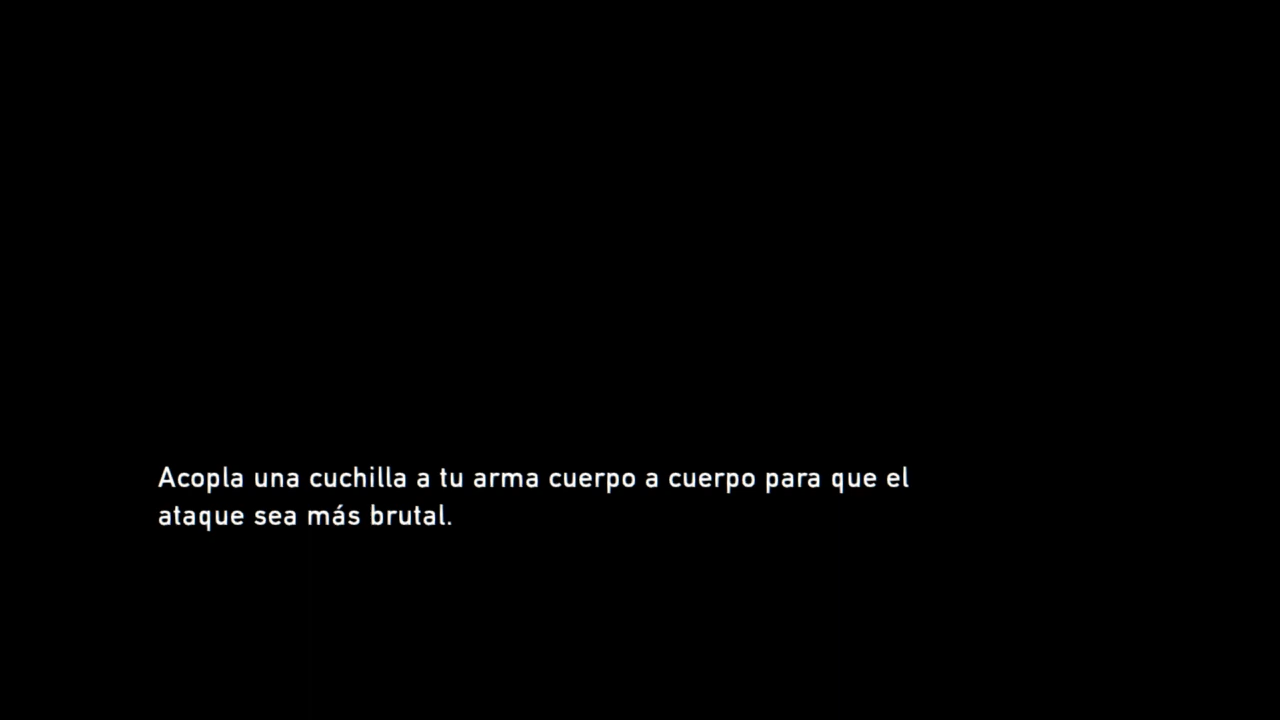 Acopla una cuchilla a tu arma cuerpo a cuerpo para que el
ataque sea más brutal.